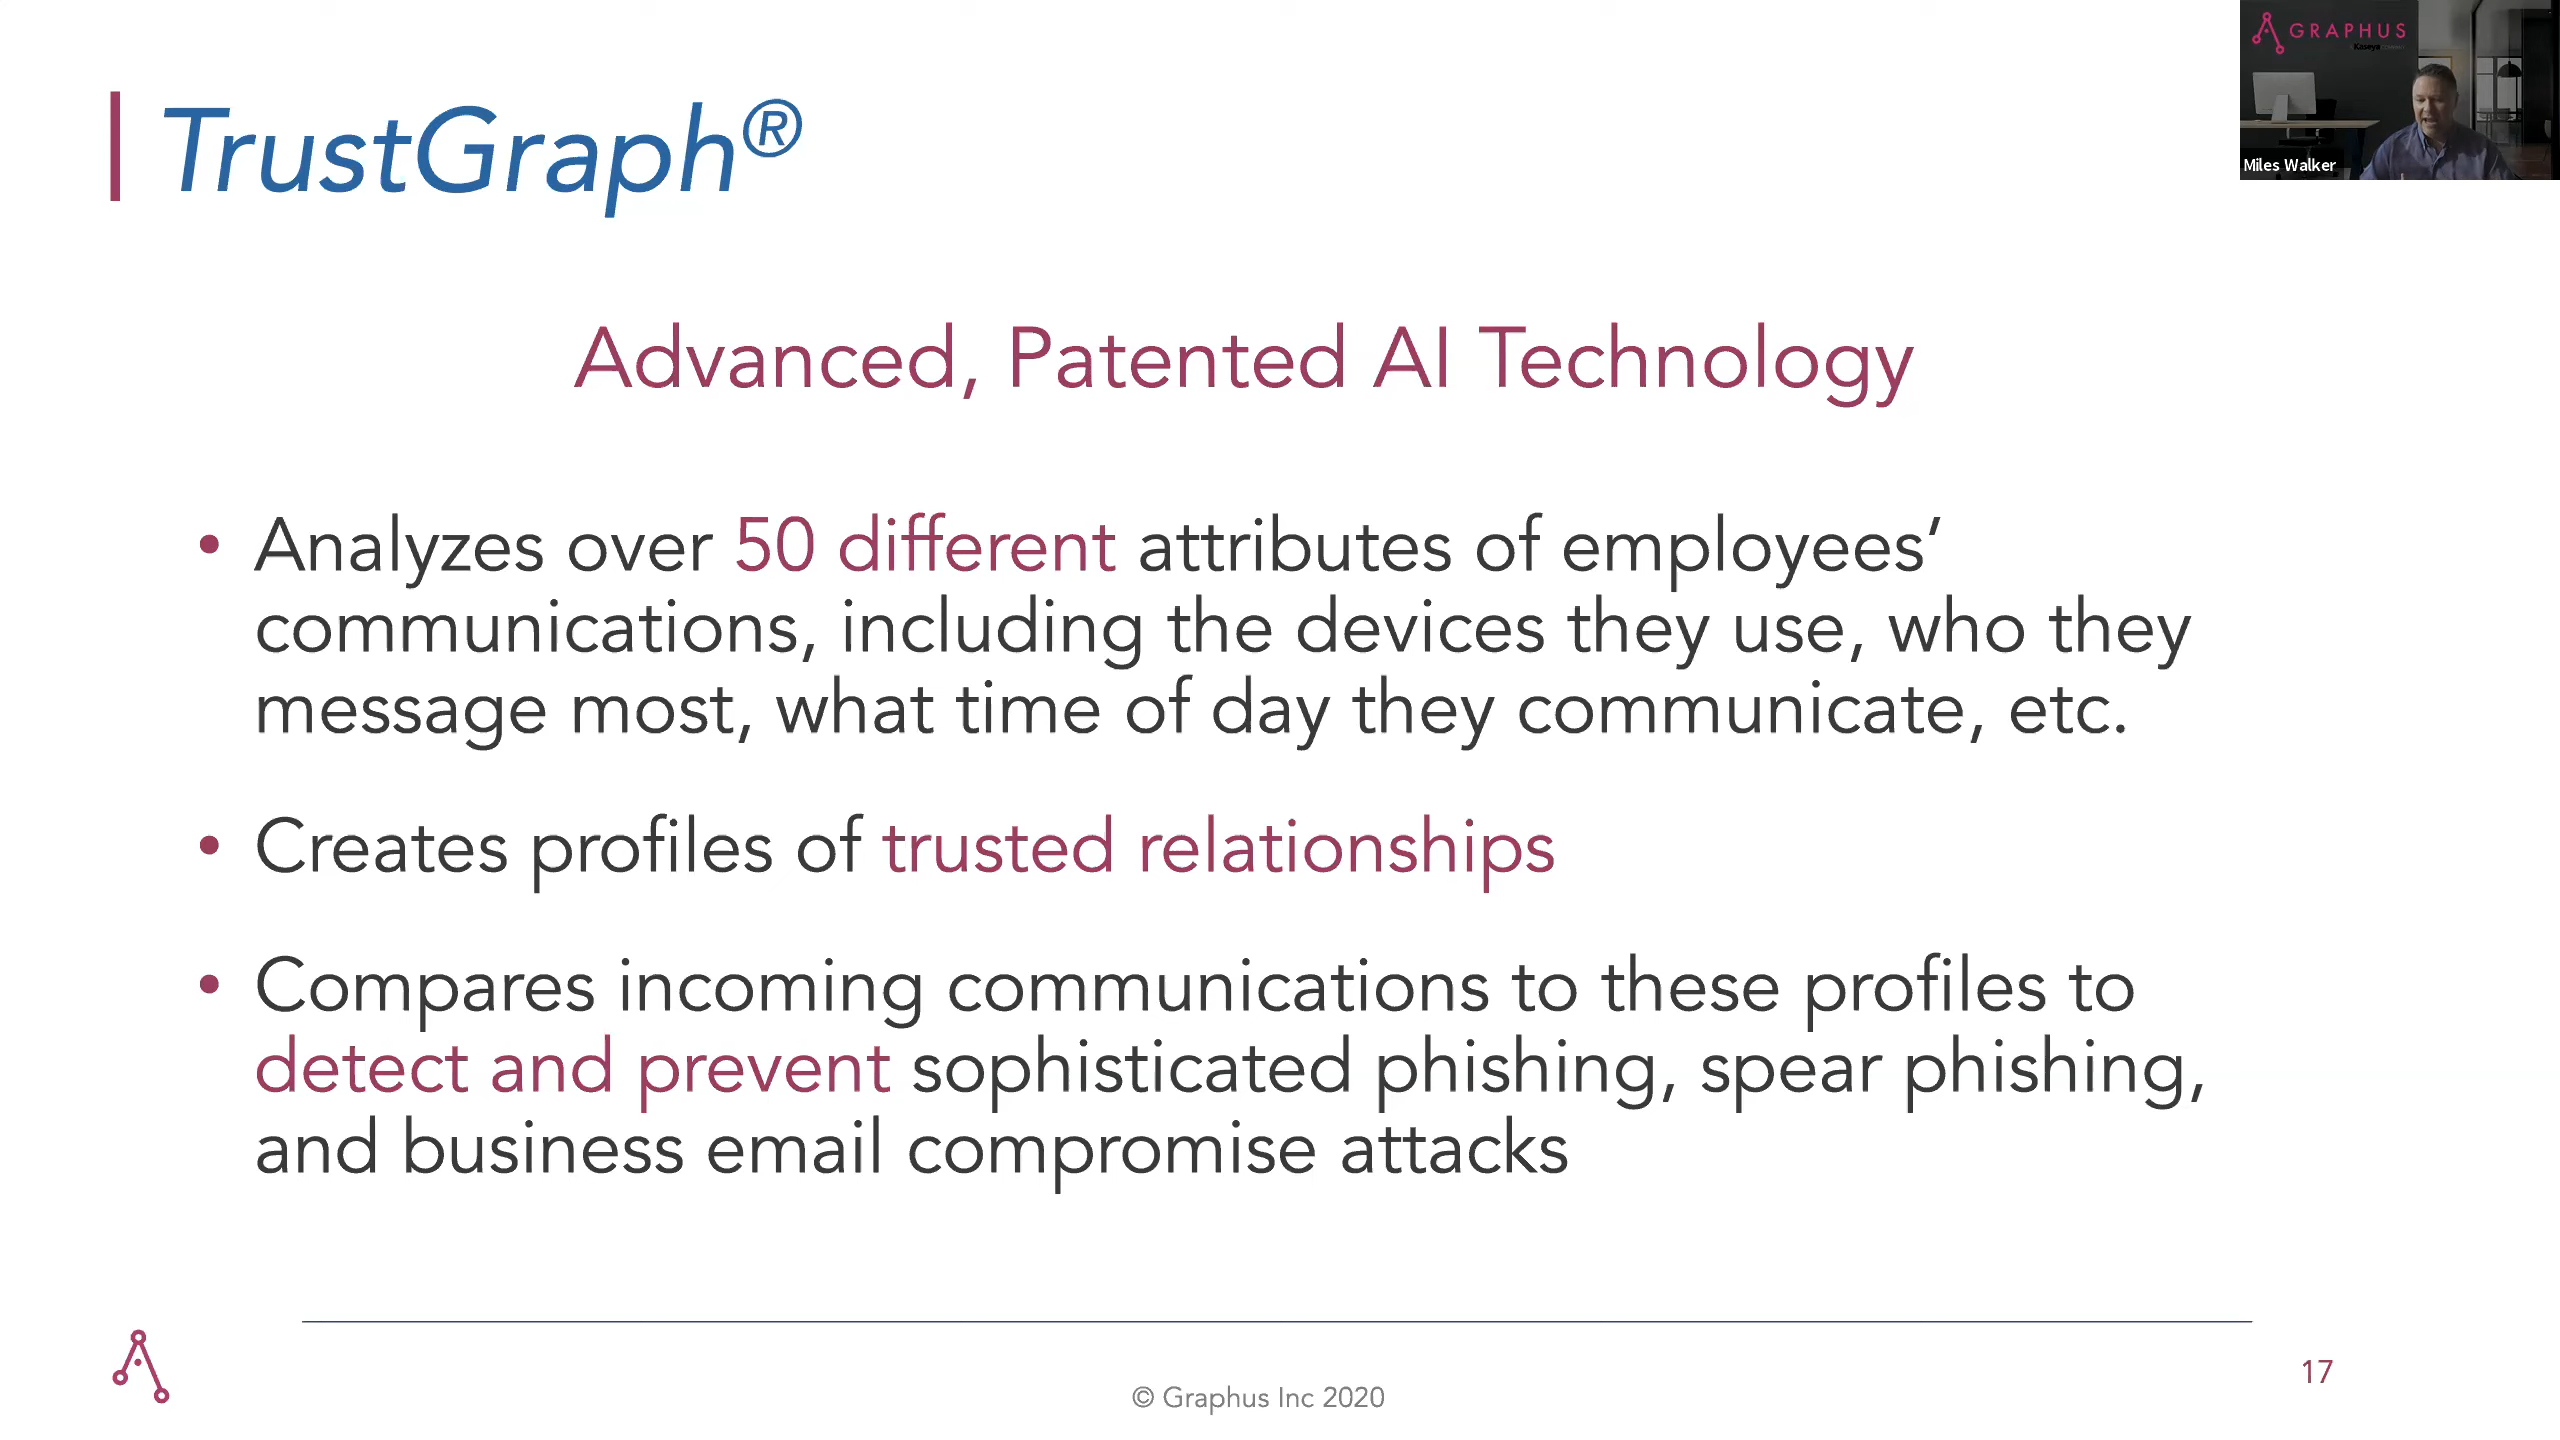 GRAPHUS
Kaseya
Miles Walker
TrustGraph®
Advanced, Patented AI Technology
• Analyzes over 50 different attributes of employees‘
communications, including the devices they use, who they
message most, what time of day they communicate, etc.
• Creates profiles of trusted relationships
• Compares incoming communications to these profiles to
detect and prevent sophisticated phishing, spear phishing,
and business email compromise attacks
17
© Graphus Inc 2020